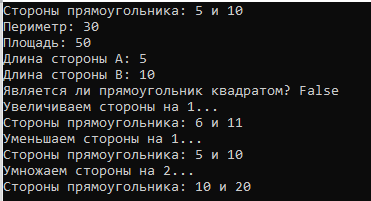 Стороны прямоугольника: 5 и 10
Периметр: 30
Площадь: 50
Длина стороны A: 5
Длина стороны B: 10
Является ли прямоугольник квадратом? False
Увеличиваем стороны на 1...
Стороны прямоугольника: 6 и 11
Уменьшаем стороны на 1...
Стороны прямоугольника: 5 и 10
Умножаем стороны на 2...
Стороны прямоугольника: 10 и 20